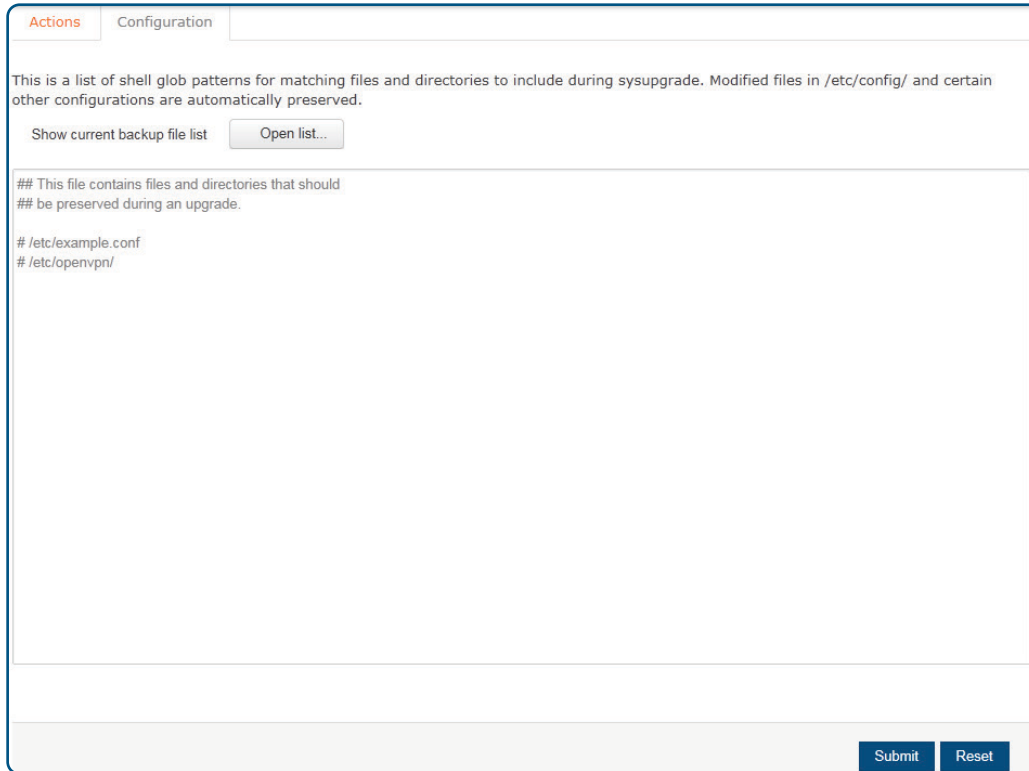 Actions Configuration
This is a list of shell glob patterns for matching files and directories to include during sysupgrade. Modified files in /etc/config/ and certain
other configurations are automatically preserved.
Show current backup file list Open list...
## This file contains files and directories that should
## be preserved during an upgrade.
# /etc/example.conf
# /etc/openvpn/
Submit Reset